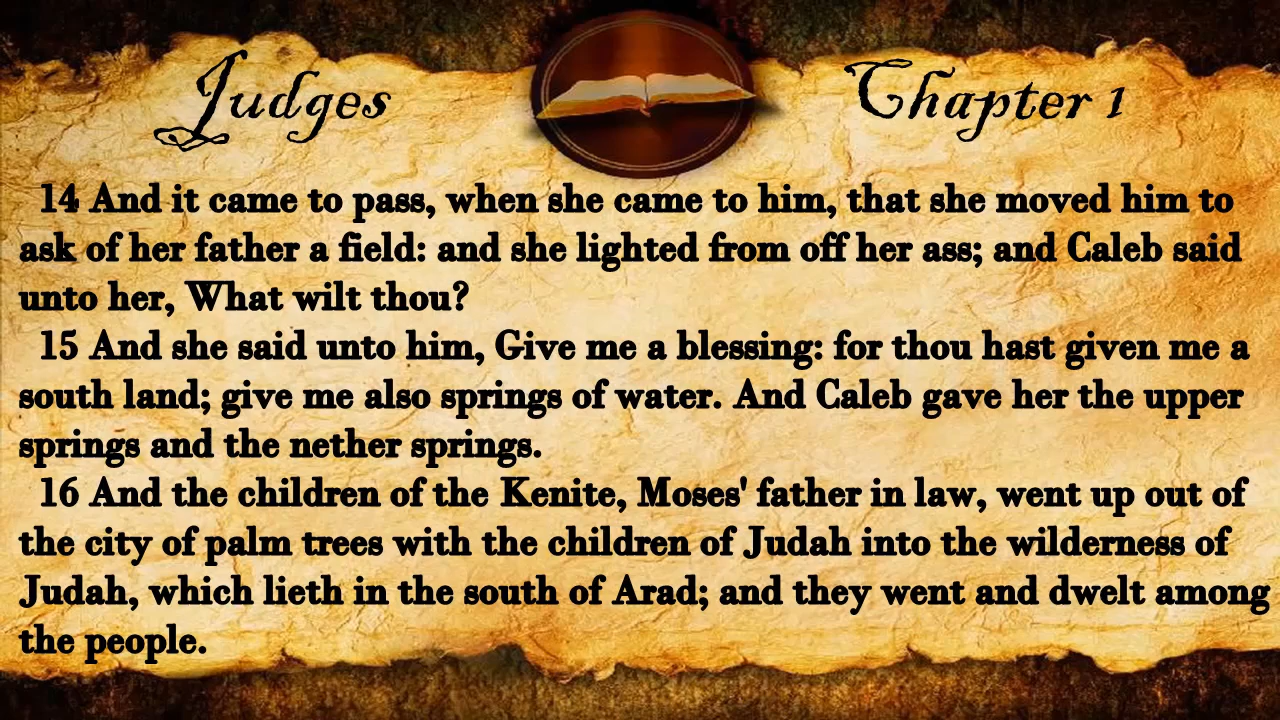 Judges Chapter 1
14 And it came to pass, when she came to him, that she moved him to
ask of her father a field: and she lighted from off her ass; and Caleb said
unto her, What wilt thou?
15 And she said unto him, Give me a blessing: for thou hast given me a
south land; give me also springs of water. And Caleb gave her the upper
springs and the nether springs.
16 And the children of the Kenite, Moses' father in law, went up out of
the city of palm trees with the children of Judah into the wilderness of
Judah, which lieth in the south of Arad; and they went and dwelt among
the people.